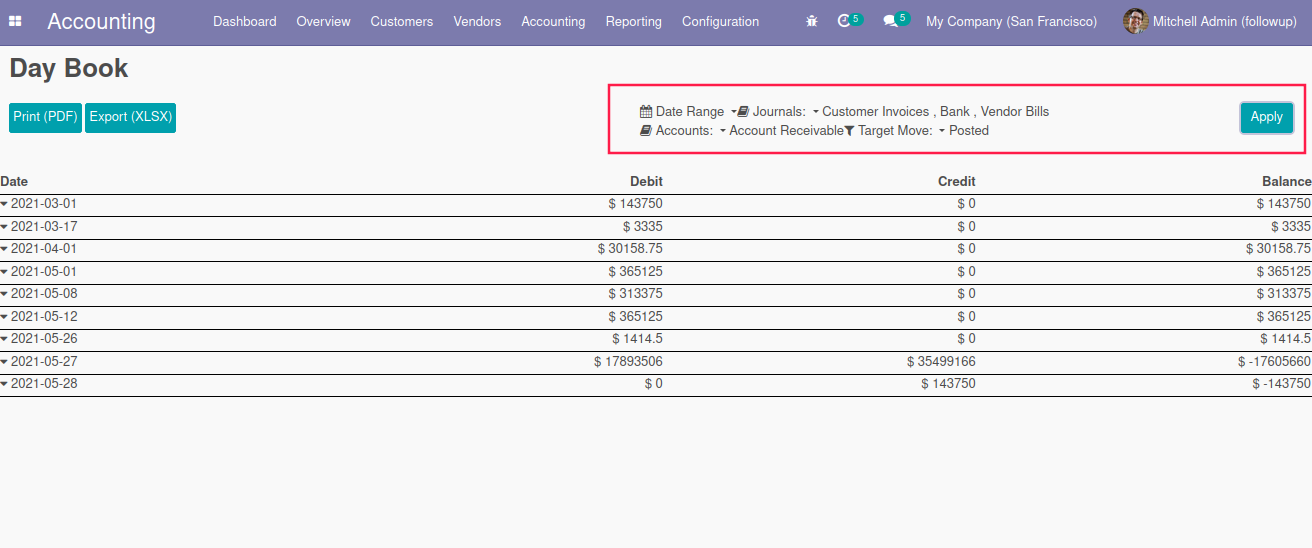 Accounting Dashboard Overview Customers Vendors Accounting Reporting Configuration 5 5 My Company (San Francisco) Mitchell Admin (followup)
Day Book
Print (PDF) Export (XLSX)
Date Range Journals: Customer Invoices , Bank , Vendor Bills
Accounts: Account Receivable Target Move: Posted
Apply
Date Debit Credit Balance
2021-03-01 $ 143750 $ 0 $ 143750
2021-03-17 $ 3335 $ 0 $ 3335
2021-04-01 $ 30158.75 $ 0 $ 30158.75
2021-05-01 $ 365125 $ 0 $ 365125
2021-05-08 $ 313375 $ 0 $ 313375
2021-05-12 $ 365125 $ 0 $ 365125
2021-05-26 $ 1414.5 $ 0 $ 1414.5
2021-05-27 $ 17893506 $ 35499166 $ -17605660
2021-05-28 $ 0 $ 143750 $ -143750